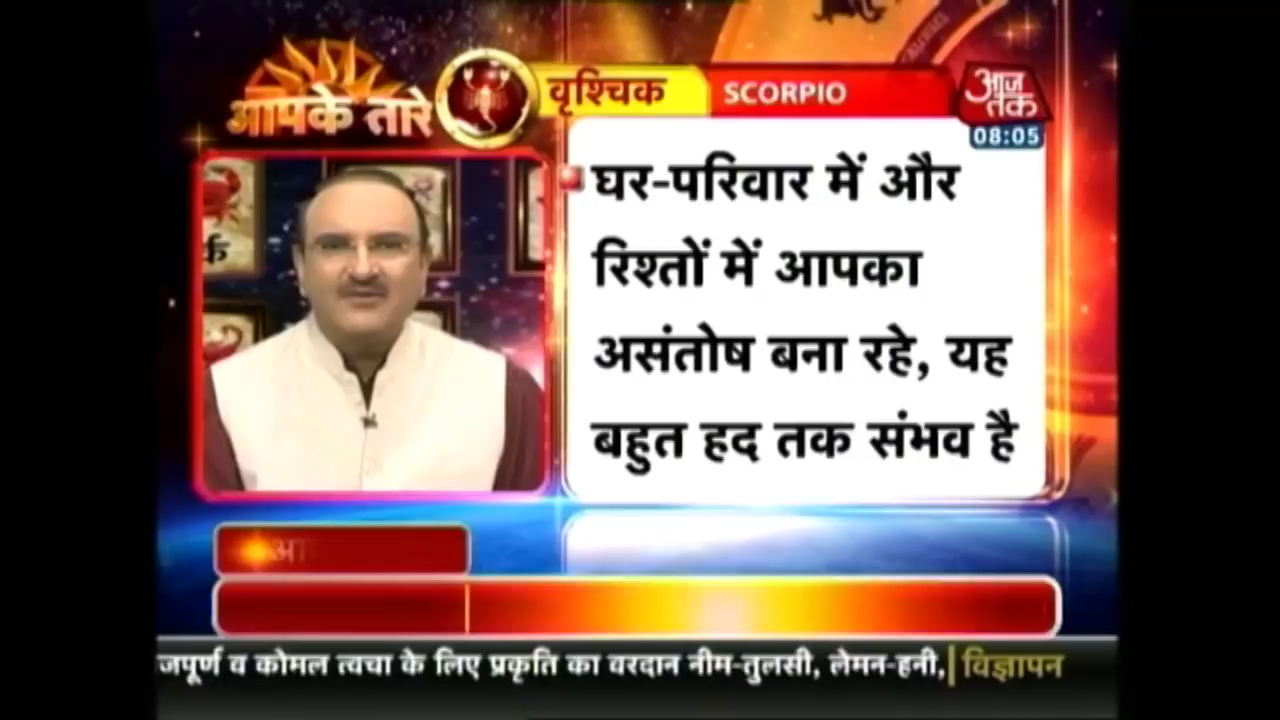 आपके तारे
वृश्चिक
SCORPIO
आज
तक
08:05
घर-परिवार में और
रिश्तों में आपका
असंतोष बना रहे, यह
बहुत हद तक संभव है
र्क
जपूर्ण व कोमल त्वचा के लिए प्रकृति का वरदान नीम-तुलसी, लेमन-हनी,
विज्ञापन